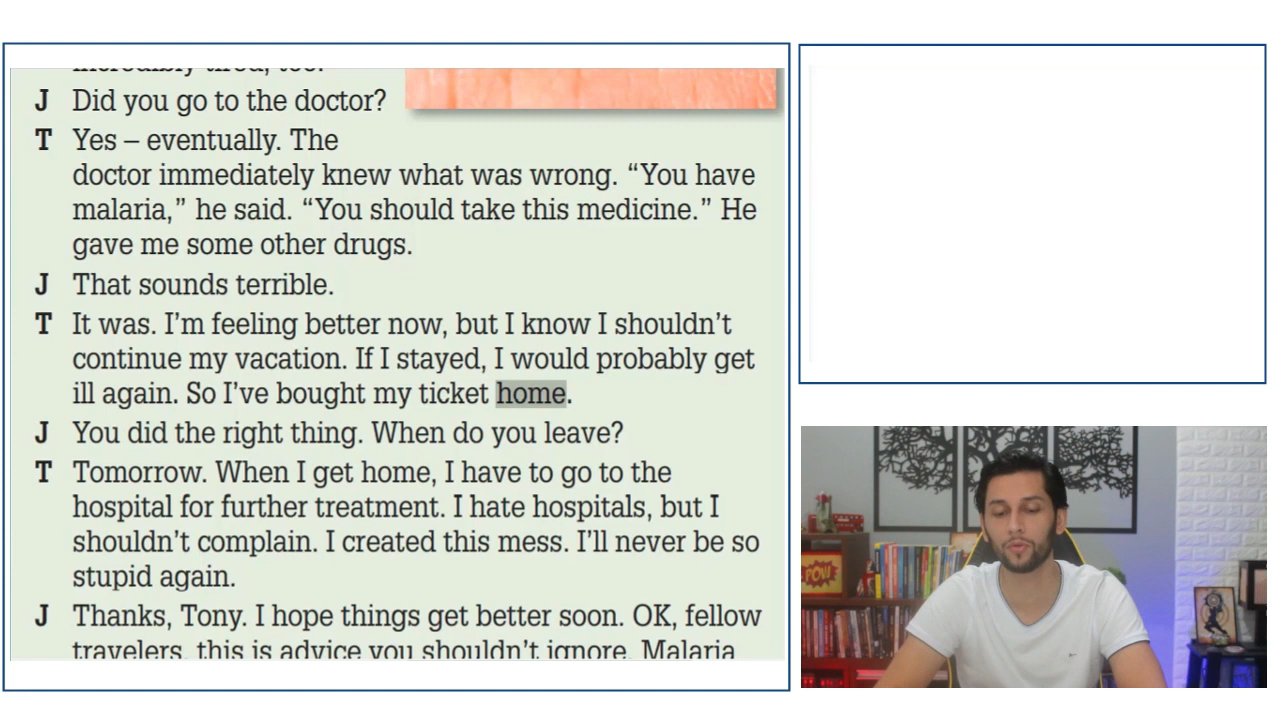 incredibly tired, too.
J Did you go to the doctor?
T Yes – eventually. The
doctor immediately knew what was wrong. “You have
malaria,” he said. “You should take this medicine.” He
gave me some other drugs.
J That sounds terrible.
T It was. I’m feeling better now, but I know I shouldn’t
continue my vacation. If I stayed, I would probably get
ill again. So I’ve bought my ticket home.
J You did the right thing. When do you leave?
T Tomorrow. When I get home, I have to go to the
hospital for further treatment. I hate hospitals, but I
shouldn’t complain. I created this mess. I’ll never be so
stupid again.
J Thanks, Tony. I hope things get better soon. OK, fellow
travelers, this is advice you shouldn’t ignore. Malaria
POW!